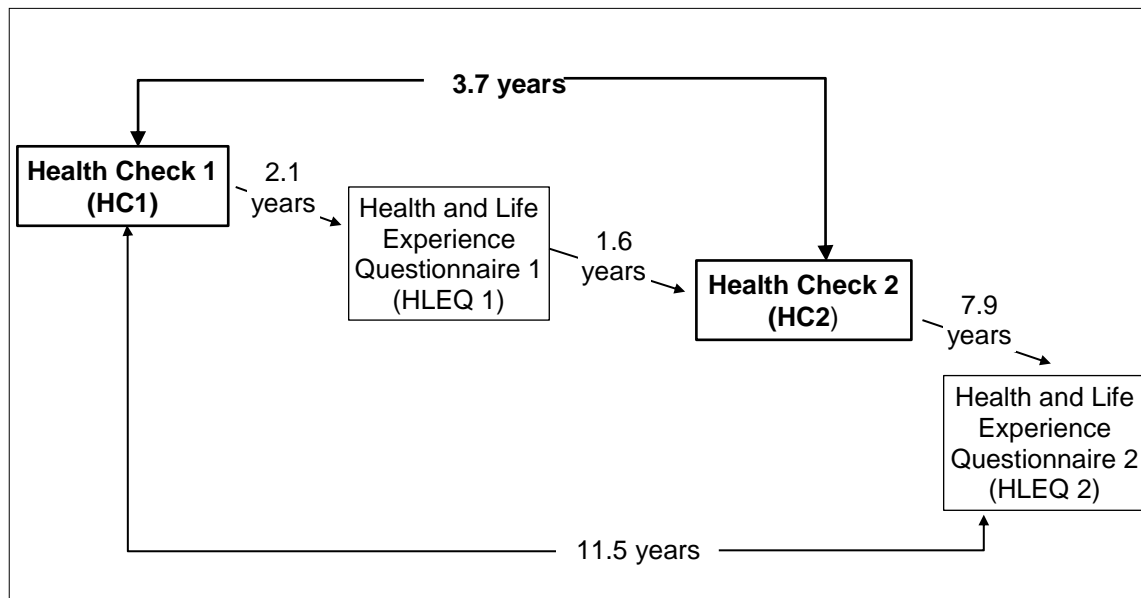 3.7 years
Health Check 1
(HC1)
2.1
years
Health and Life
Experience
Questionnaire 1
(HLEQ 1)
1.6
years
Health Check 2
(HC2)
7.9
years
Health and Life
Experience
Questionnaire 2
(HLEQ 2)
11.5 years